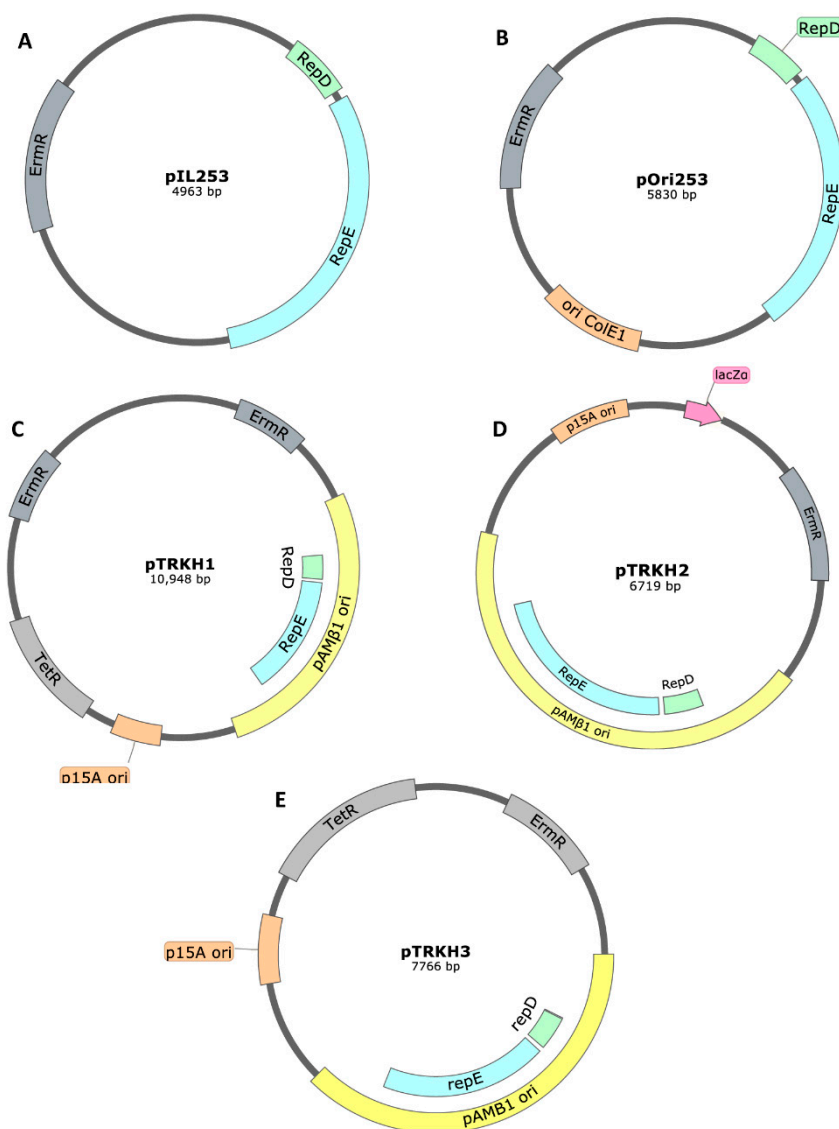 A
RepD
ErmR
pIL253
4963 bp
RepE
B
RepD
ErmR
pOri253
5830 bp
RepE
ori ColE1
C
ErmR
ErmR
pTRKH1
10,948 bp
RepD
RepE
pAMβ1 ori
TetR
p15A ori
D
lacZα
p15A ori
ErmR
pTRKH2
6719 bp
RepE
RepD
pAMβ1 ori
E
TetR
ErmR
p15A ori
pTRKH3
7766 bp
repD
repE
pAMB1 ori